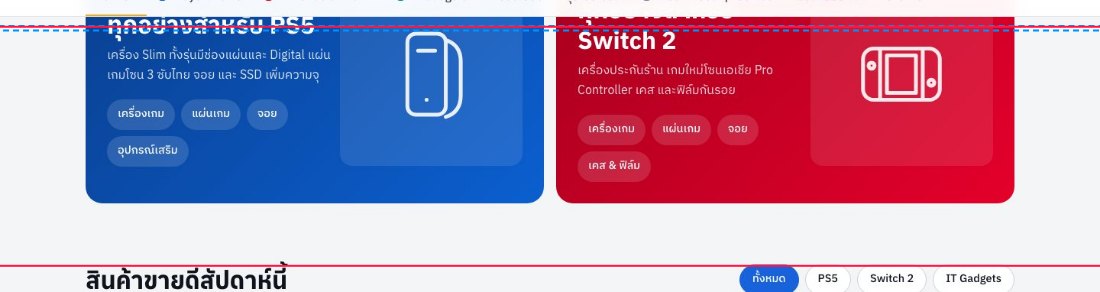 ทุกอย่างสำหรับ PS5
เครื่อง Slim ทั้งรุ่นมีช่องแผ่นและ Digital แผ่น
เกมโซน 3 ซับไทย จอย และ SSD เพิ่มความจุ
เครื่องเกม
แผ่นเกม
จอย
อุปกรณ์เสริม
Switch 2
เครื่องประกันร้าน เกมใหม่โซนเอเชีย Pro
Controller เคส และฟิล์มกันรอย
เครื่องเกม
แผ่นเกม
จอย
เคส & ฟิล์ม
สินค้าขายดีสัปดาห์นี้
ทั้งหมด
PS5
Switch 2
IT Gadgets